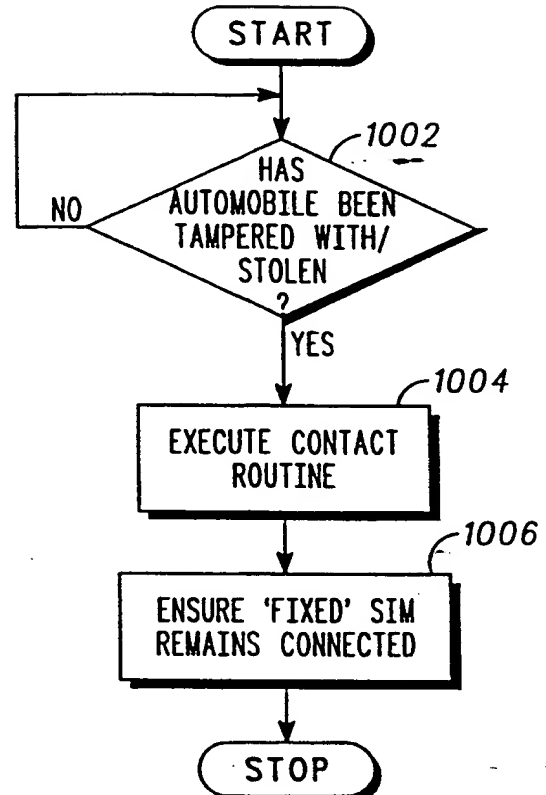 START
1002
HAS
AUTOMOBILE BEEN
TAMPERED WITH/
STOLEN
?
NO
YES
1004
EXECUTE CONTACT
ROUTINE
1006
ENSURE 'FIXED' SIM
REMAINS CONNECTED
STOP